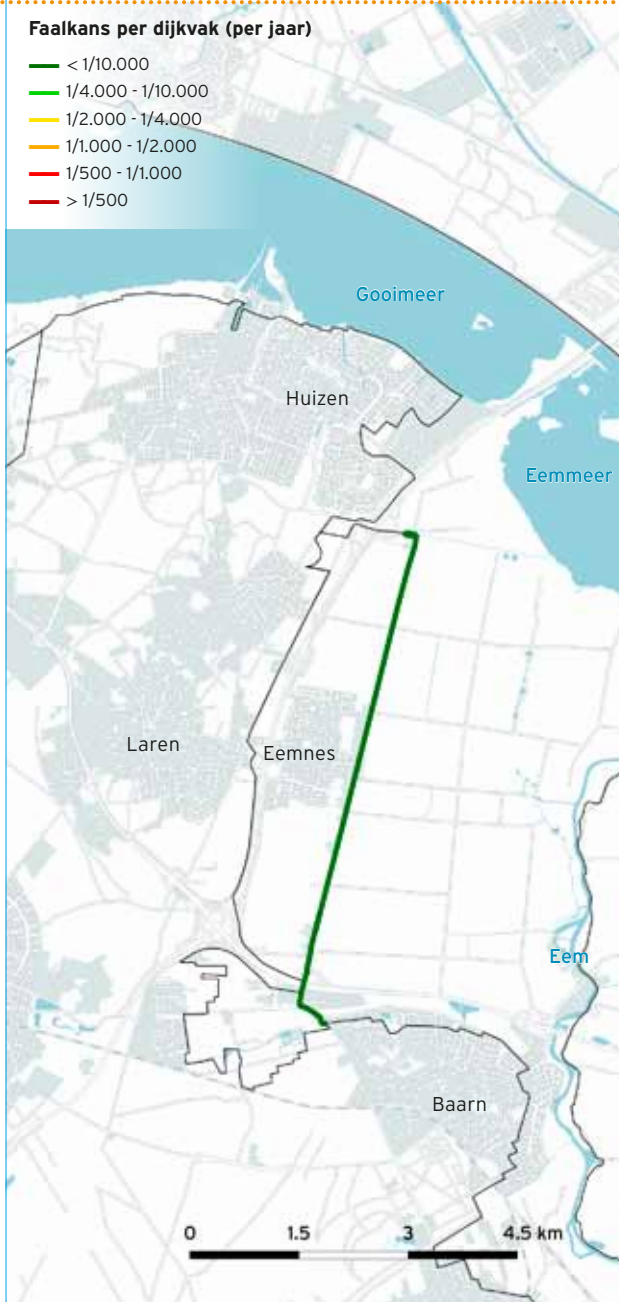 Faalkans per dijkvak (per jaar)
< 1/10.000
1/4.000 - 1/10.000
1/2.000 - 1/4.000
1/1.000 - 1/2.000
1/500 - 1/1.000
> 1/500
Gooimeer
Huizen
Eemmeer
Laren
Eemnes
Eem
Baarn
0 1.5 3 4.5 km